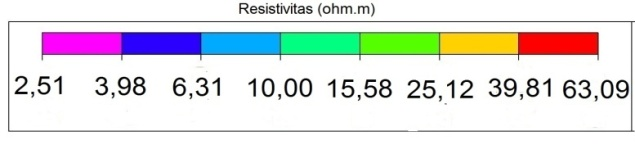 Resistivitas (ohm.m)
2,51 3,98 6,31 10,00 15,58 25,12 39,81 63,09